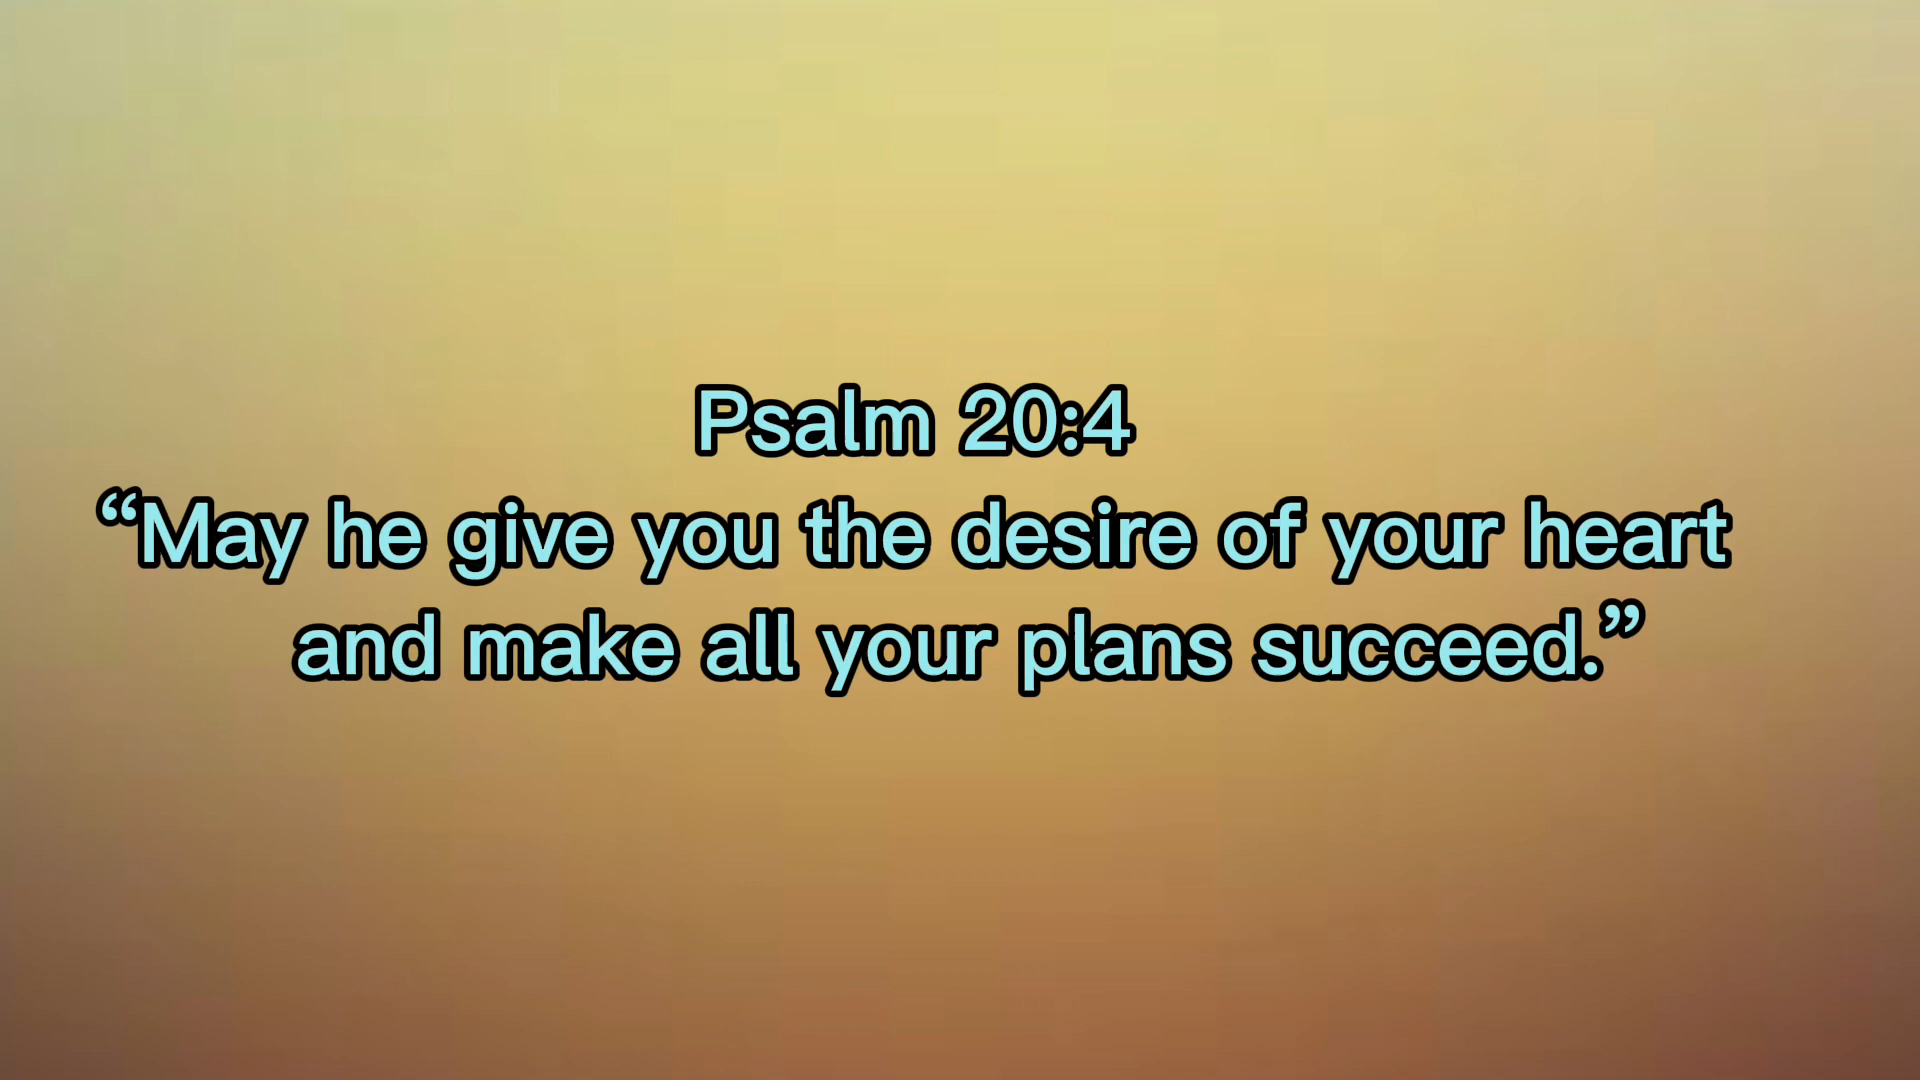 Psalm 20:4
“May he give you the desire of your heart
and make all your plans succeed.”